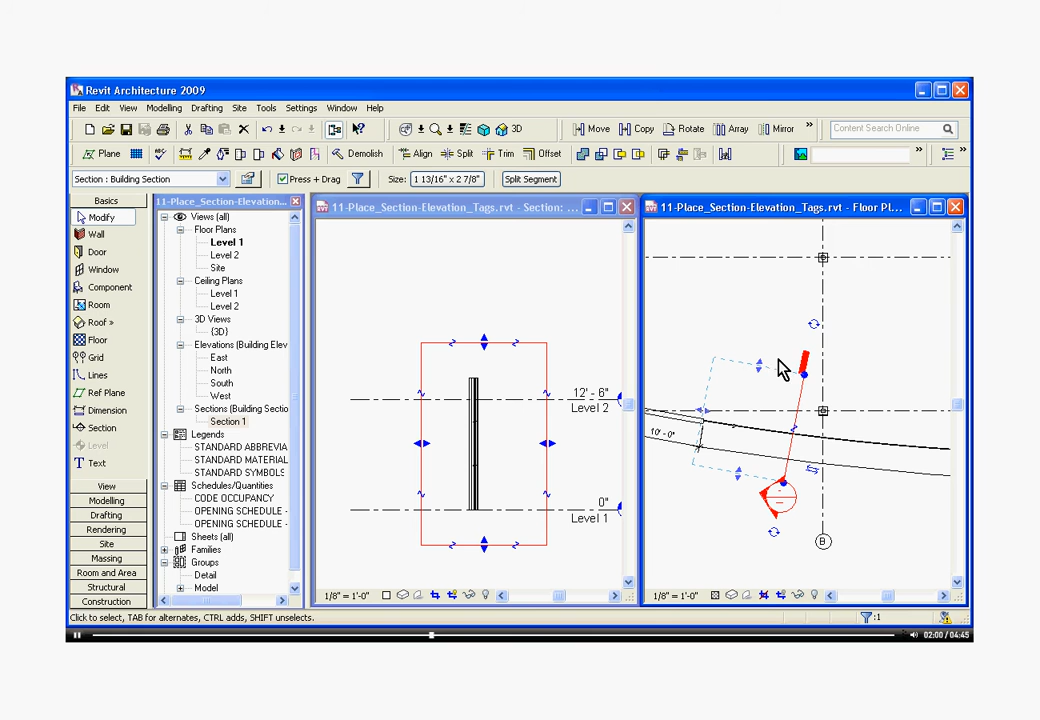 Revit Architecture 2009
File Edit View Modelling Drafting Site Tools Settings Window Help
3D Move Copy Rotate Array Mirror » Content Search Online
Plane Demolish Align Split Trim Offset » »
Section : Building Section Press + Drag Size: 1 13/16" x 2 7/8" Split Segment
Basics
Modify
Wall
Door
Window
Component
Room
Roof »
Floor
Grid
Lines
Ref Plane
Dimension
Section
Level
Text
View
Modelling
Drafting
Rendering
Site
Massing
Room and Area
Structural
Construction
11-Place_Section-Elevation...
Views (all)
Floor Plans
Level 1
Level 2
Site
Ceiling Plans
Level 1
Level 2
3D Views
{3D}
Elevations (Building Elev
East
North
South
West
Sections (Building Sectio
Section 1
Legends
STANDARD ABBREVIA
STANDARD MATERIAL
STANDARD SYMBOLS
Schedules/Quantities
CODE OCCUPANCY
OPENING SCHEDULE -
OPENING SCHEDULE -
Sheets (all)
Families
Groups
Detail
Model
11-Place_Section-Elevation_Tags.rvt - Section: ...
12' - 6"
Level 2
0"
Level 1
1/8" = 1'-0"
11-Place_Section-Elevation_Tags.rvt - Floor Pl...
10' - 0"
B
1/8" = 1'-0"
Click to select, TAB for alternates, CTRL adds, SHIFT unselects. :1
02:00 / 04:45